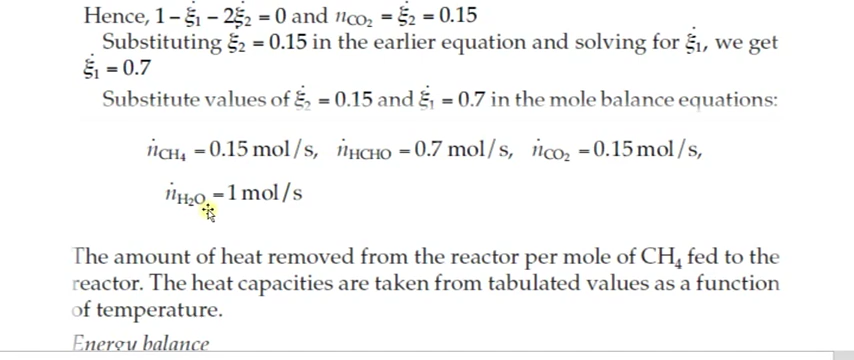 Hence, 1 – ξ̇₁ – 2ξ̇₂ = 0 and ṅCO₂ = ξ̇₂ = 0.15
Substituting ξ̇₂ = 0.15 in the earlier equation and solving for ξ̇₁, we get
ξ̇₁ = 0.7
Substitute values of ξ̇₂ = 0.15 and ξ̇₁ = 0.7 in the mole balance equations:
ṅCH₄ = 0.15 mol/s, ṅHCHO = 0.7 mol/s, ṅCO₂ = 0.15 mol/s,
ṅH₂O = 1 mol/s
The amount of heat removed from the reactor per mole of CH₄ fed to the
reactor. The heat capacities are taken from tabulated values as a function
of temperature.
Energy balance